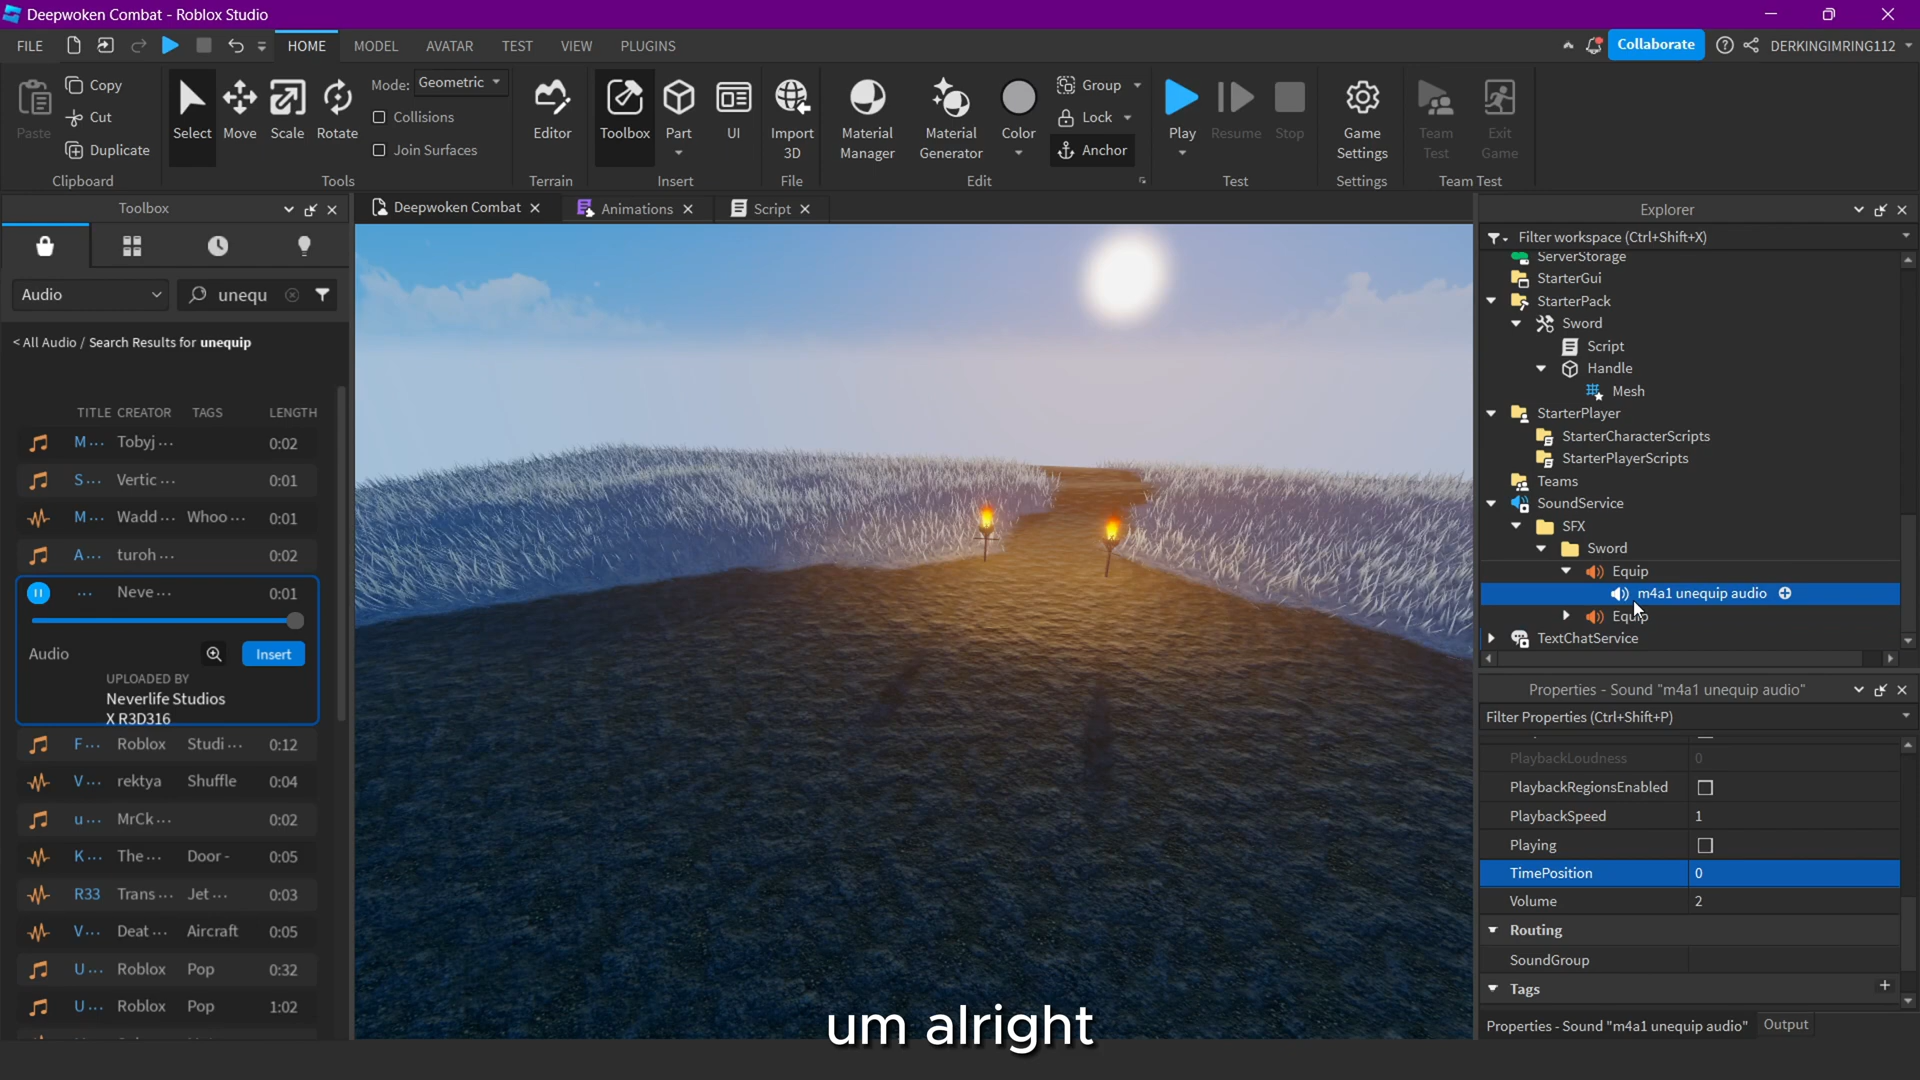 Deepwoken Combat - Roblox Studio
FILE HOME MODEL AVATAR TEST VIEW PLUGINS Collaborate DERKINGIMRING112
Paste Copy Cut Duplicate
Clipboard
Select Move Scale Rotate
Mode: Geometric
Collisions
Join Surfaces
Tools
Editor
Terrain
Toolbox Part UI
Insert
Import 3D
File
Material Manager Material Generator Color
Group
Lock
Anchor
Edit
Play Resume Stop
Test
Game Settings
Settings
Team Test Exit Game
Team Test
Toolbox
Audio unequ
< All Audio / Search Results for unequip
TITLE CREATOR TAGS LENGTH
M... Tobyj... 0:02
S... Vertic... 0:01
M... Wadd... Whoo... 0:01
A... turoh... 0:02
... Neve... 0:01
Audio Insert
UPLOADED BY
Neverlife Studios
X R3D316
F... Roblox Studi... 0:12
V... rektya Shuffle 0:04
u... MrCk... 0:02
K... The... Door- 0:05
R33 Trans... Jet... 0:03
V... Deat... Aircraft 0:05
U... Roblox Pop 0:32
U... Roblox Pop 1:02
Deepwoken Combat Animations Script
um alright
Explorer
Filter workspace (Ctrl+Shift+X)
ServerStorage
StarterGui
StarterPack
Sword
Script
Handle
Mesh
StarterPlayer
StarterCharacterScripts
StarterPlayerScripts
Teams
SoundService
SFX
Sword
Equip
m4a1 unequip audio
Equip
TextChatService
Properties - Sound "m4a1 unequip audio"
Filter Properties (Ctrl+Shift+P)
PlaybackLoudness 0
PlaybackRegionsEnabled
PlaybackSpeed 1
Playing
TimePosition 0
Volume 2
Routing
SoundGroup
Tags
Properties - Sound "m4a1 unequip audio" Output